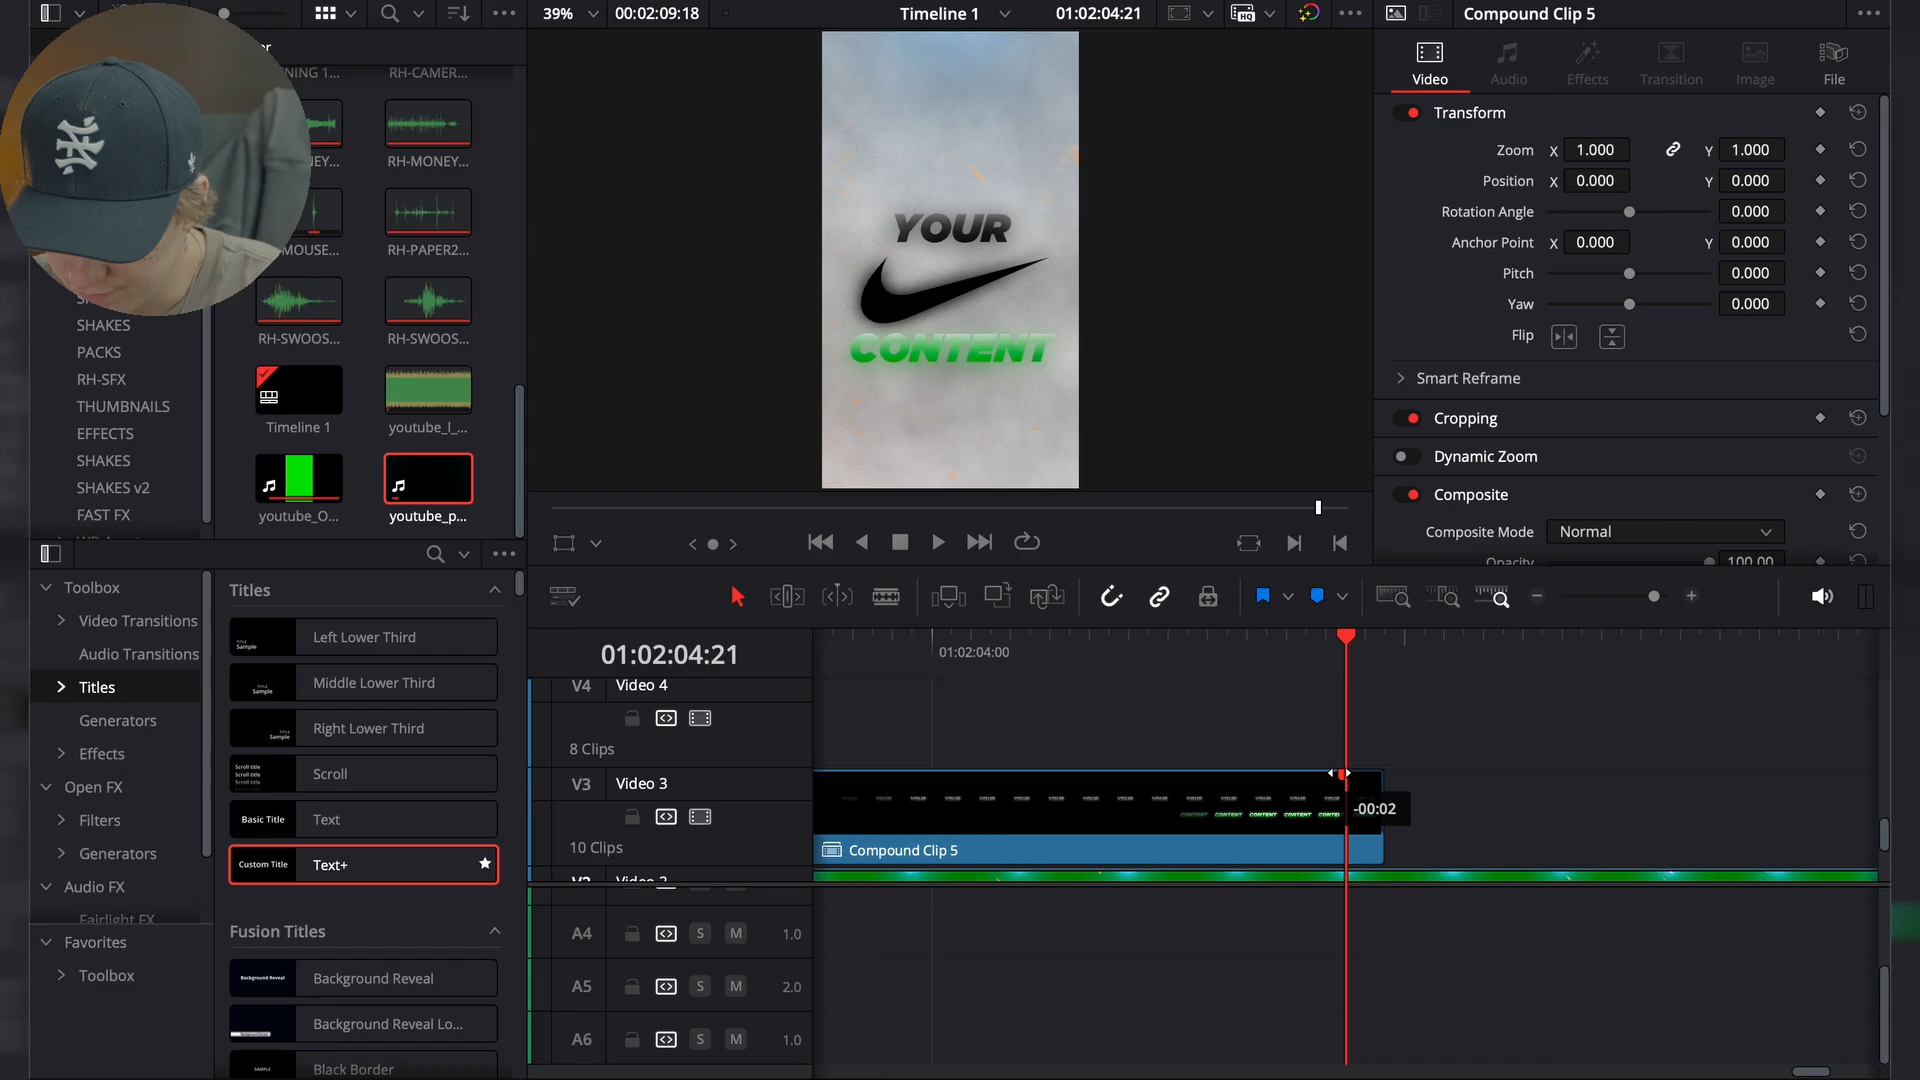 39%
00:02:09:18
Timeline 1
01:02:04:21
Compound Clip 5
Video
Audio
Effects
Transition
Image
File
RH-CAMER...
RH-MONEY...
RH-PAPER2...
RH-SWOOS...
RH-SWOOS...
Timeline 1
youtube_l_...
youtube_O...
youtube_p...
SHAKES
PACKS
RH-SFX
THUMBNAILS
EFFECTS
SHAKES
SHAKES v2
FAST FX
YOUR
CONTENT
Transform
Zoom X 1.000 Y 1.000
Position X 0.000 Y 0.000
Rotation Angle 0.000
Anchor Point X 0.000 Y 0.000
Pitch 0.000
Yaw 0.000
Flip
Smart Reframe
Cropping
Dynamic Zoom
Composite
Composite Mode Normal
Opacity 100.00
Toolbox
Video Transitions
Audio Transitions
Titles
Generators
Effects
Open FX
Filters
Generators
Audio FX
Fairlight FX
Favorites
Toolbox
Titles
Left Lower Third
Middle Lower Third
Right Lower Third
Scroll
Basic Title
Text
Custom Title
Text+
Fusion Titles
Background Reveal
Background Reveal
Background Reveal Lo...
Black Border
01:02:04:21
01:02:04:00
V4 Video 4
8 Clips
V3 Video 3
10 Clips
-00:02
Compound Clip 5
A4 S M 1.0
A5 S M 2.0
A6 S M 1.0